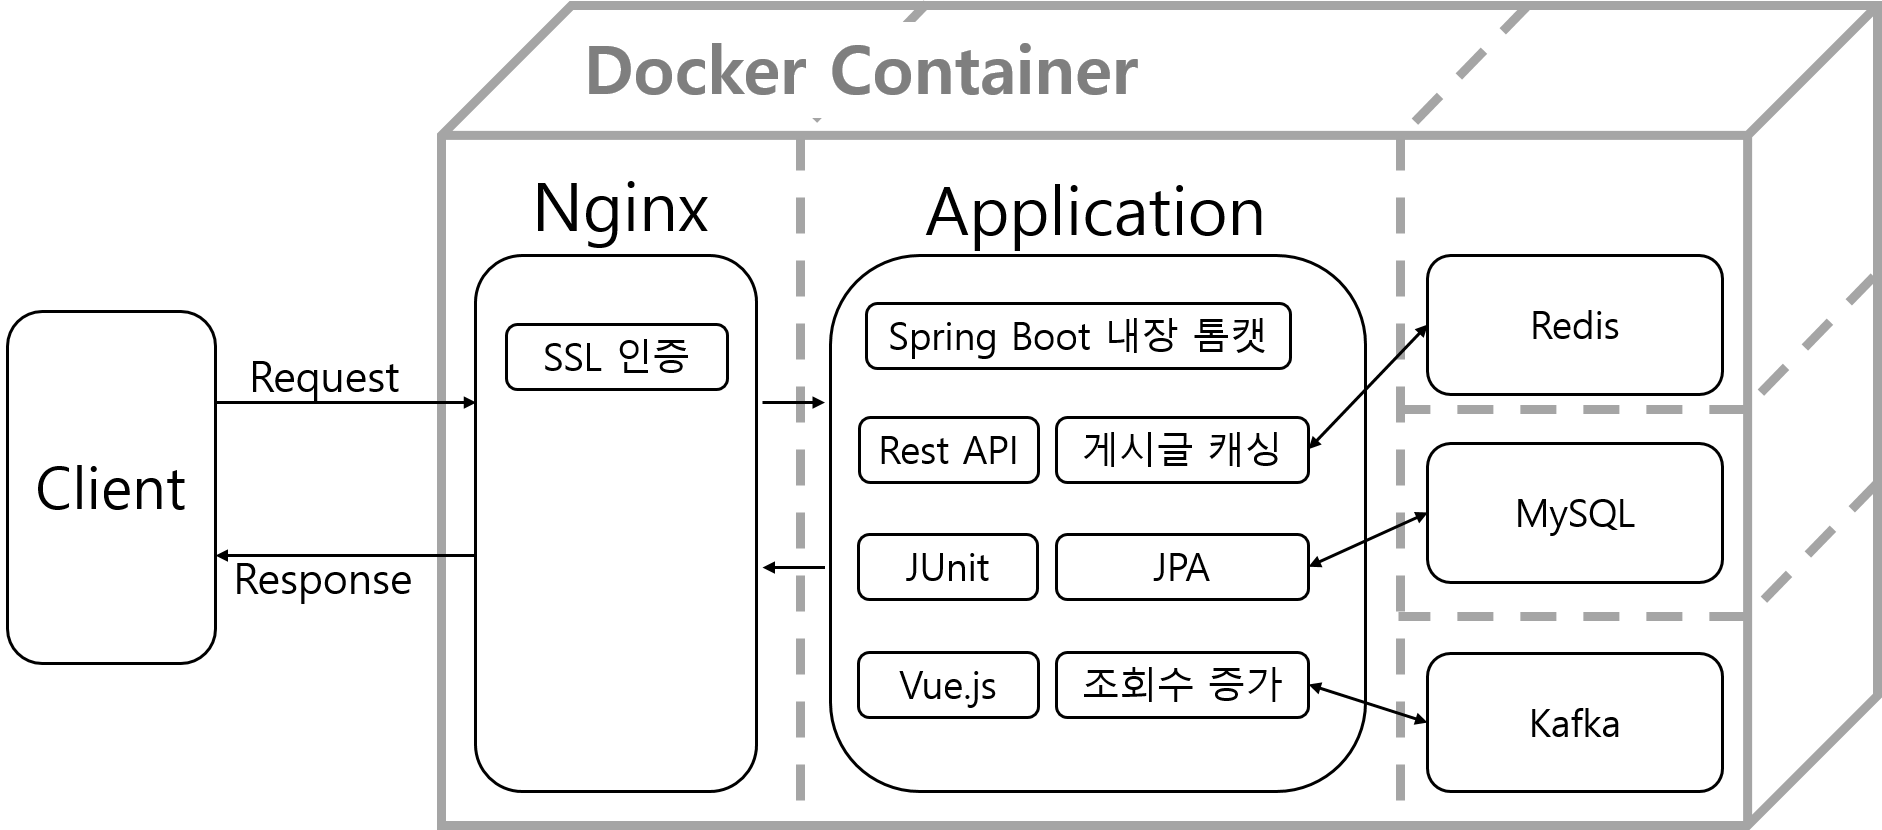 Docker Container
Nginx
Application
SSL 인증
Spring Boot 내장 톰캣
Redis
Request
Client
Rest API
게시글 캐싱
MySQL
Response
JUnit
JPA
Vue.js
조회수 증가
Kafka